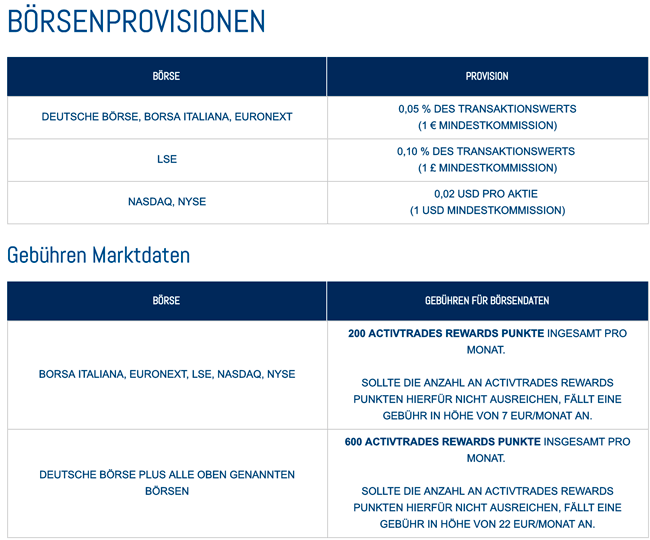 BÖRSENPROVISIONEN
BÖRSE
PROVISION
DEUTSCHE BÖRSE, BORSA ITALIANA, EURONEXT
0,05 % DES TRANSAKTIONSWERTS
(1 € MINDESTKOMMISSION)
LSE
0,10 % DES TRANSAKTIONSWERTS
(1 £ MINDESTKOMMISSION)
NASDAQ, NYSE
0,02 USD PRO AKTIE
(1 USD MINDESTKOMMISSION)
Gebühren Marktdaten
BÖRSE
GEBÜHREN FÜR BÖRSENDATEN
BORSA ITALIANA, EURONEXT, LSE, NASDAQ, NYSE
200 ACTIVTRADES REWARDS PUNKTE INGESAMT PRO
MONAT.
SOLLTE DIE ANZAHL AN ACTIVTRADES REWARDS
PUNKTEN HIERFÜR NICHT AUSREICHEN, FÄLLT EINE
GEBÜHR IN HÖHE VON 7 EUR/MONAT AN.
DEUTSCHE BÖRSE PLUS ALLE OBEN GENANNTEN
BÖRSEN
600 ACTIVTRADES REWARDS PUNKTE INSGESAMT PRO
MONAT.
SOLLTE DIE ANZAHL AN ACTIVTRADES REWARDS
PUNKTEN HIERFÜR NICHT AUSREICHEN, FÄLLT EINE
GEBÜHR IN HÖHE VON 22 EUR/MONAT AN.